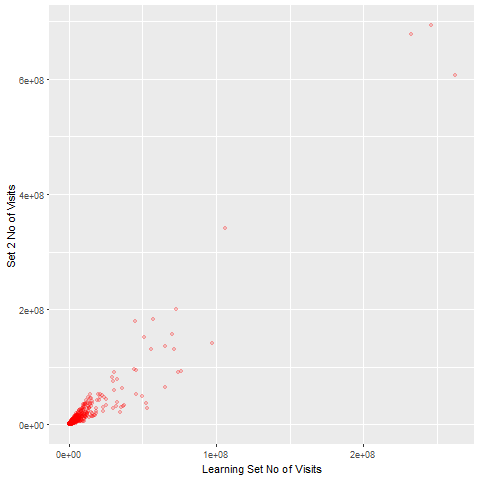 6e+08
4e+08
2e+08
0e+00
Set 2 No of Visits
0e+00 1e+08 2e+08
Learning Set No of Visits